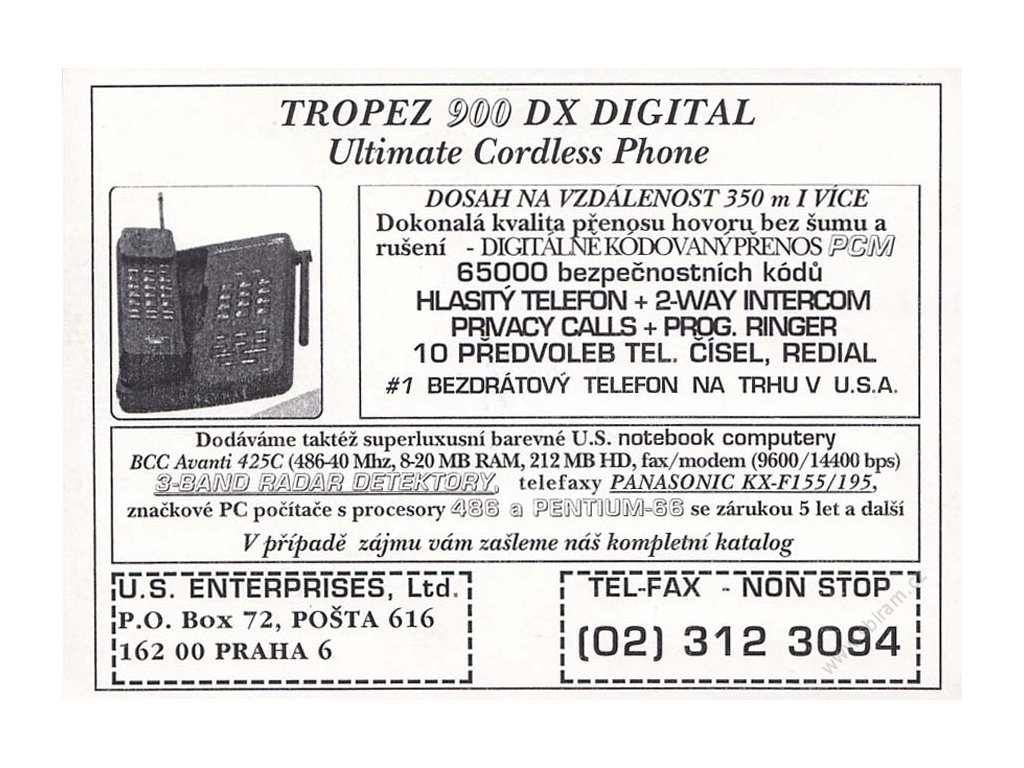 TROPEZ 900 DX DIGITAL
Ultimate Cordless Phone
DOSAH NA VZDÁLENOST 350 m I VÍCE
Dokonalá kvalita přenosu hovoru bez šumu a
rušení - DIGITÁLNĚ KÓDOVANÝ PŘENOS PCM
65000 bezpečnostních kódů
HLASITÝ TELEFON + 2-WAY INTERCOM
PRIVACY CALLS + PROG. RINGER
10 PŘEDVOLEB TEL. ČÍSEL, REDIAL
#1 BEZDRÁTOVÝ TELEFON NA TRHU V U.S.A.
Dodáváme taktéž superluxusní barevné U.S. notebook computery
BCC Avanti 425C (486-40 Mhz, 8-20 MB RAM, 212 MB HD, fax/modem (9600/14400 bps)
3-BAND RADAR DETEKTORY, telefaxy PANASONIC KX-F155/195,
značkové PC počítače s procesory 486 a PENTIUM-66 se zárukou 5 let a další
V případě zájmu vám zašleme náš kompletní katalog
U.S. ENTERPRISES, Ltd.
P.O. Box 72, POŠTA 616
162 00 PRAHA 6
TEL-FAX - NON STOP
(02) 312 3094